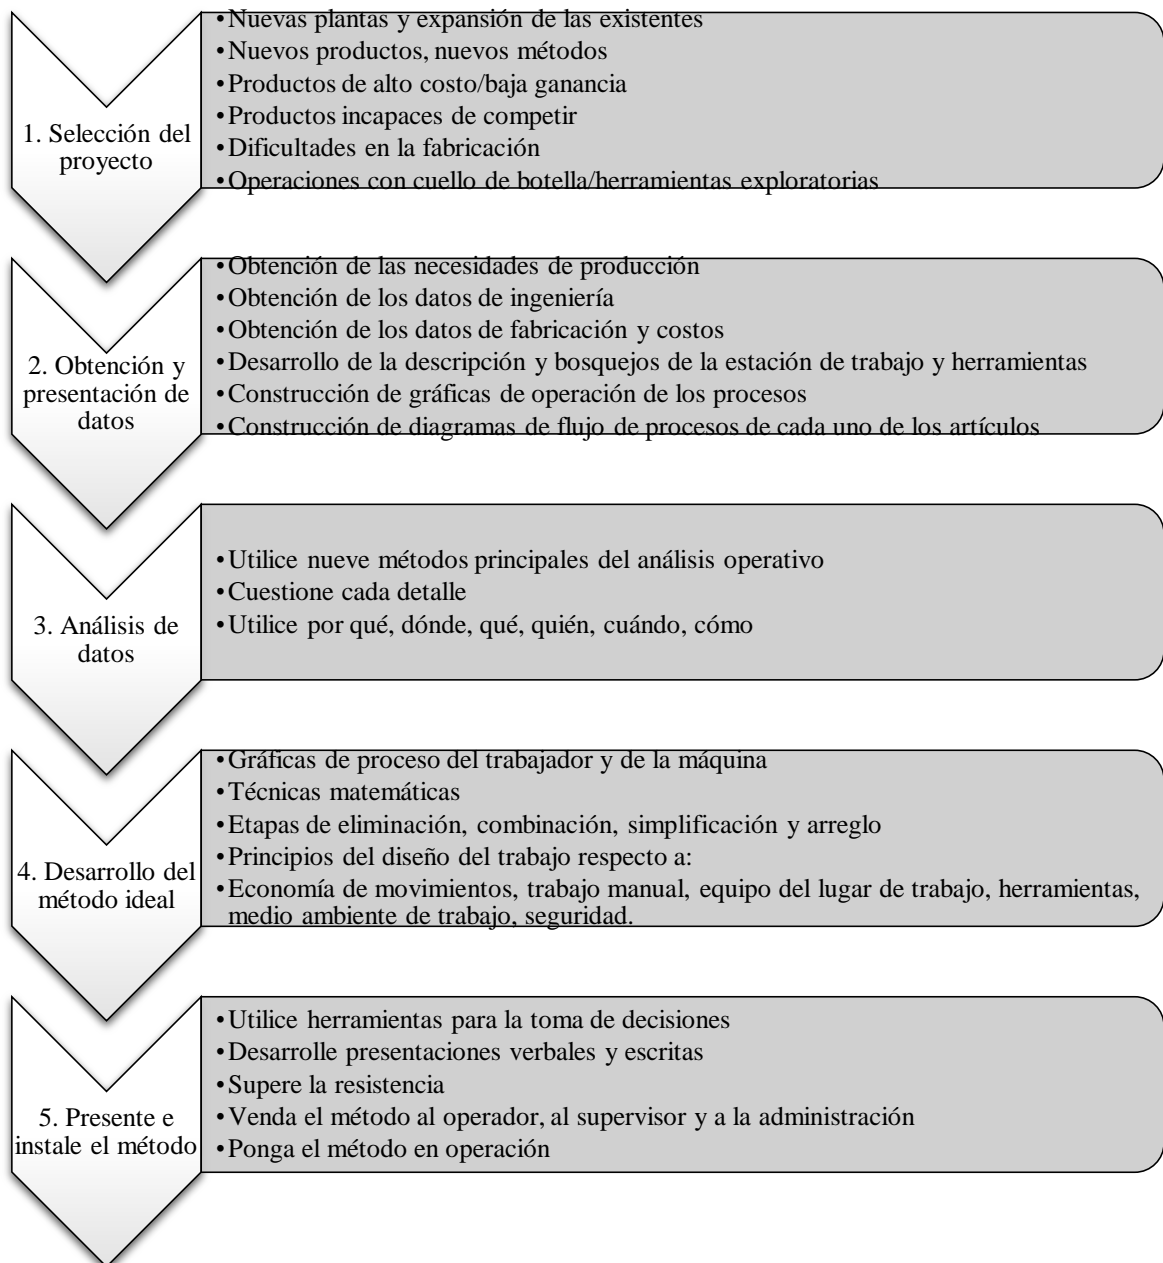 • Nuevas plantas y expansión de las existentes
• Nuevos productos, nuevos métodos
• Productos de alto costo/baja ganancia
• Productos incapaces de competir
• Dificultades en la fabricación
• Operaciones con cuello de botella/herramientas exploratorias
1. Selección del
proyecto
• Obtención de las necesidades de producción
• Obtención de los datos de ingeniería
• Obtención de los datos de fabricación y costos
• Desarrollo de la descripción y bosquejos de la estación de trabajo y herramientas
• Construcción de gráficas de operación de los procesos
• Construcción de diagramas de flujo de procesos de cada uno de los artículos
2. Obtención y
presentación de
datos
• Utilice nueve métodos principales del análisis operativo
• Cuestione cada detalle
• Utilice por qué, dónde, qué, quién, cuándo, cómo
3. Análisis de
datos
• Gráficas de proceso del trabajador y de la máquina
• Técnicas matemáticas
• Etapas de eliminación, combinación, simplificación y arreglo
• Principios del diseño del trabajo respecto a:
• Economía de movimientos, trabajo manual, equipo del lugar de trabajo, herramientas,
medio ambiente de trabajo, seguridad.
4. Desarrollo del
método ideal
• Utilice herramientas para la toma de decisiones
• Desarrolle presentaciones verbales y escritas
• Supere la resistencia
• Venda el método al operador, al supervisor y a la administración
• Ponga el método en operación
5. Presente e
instale el método